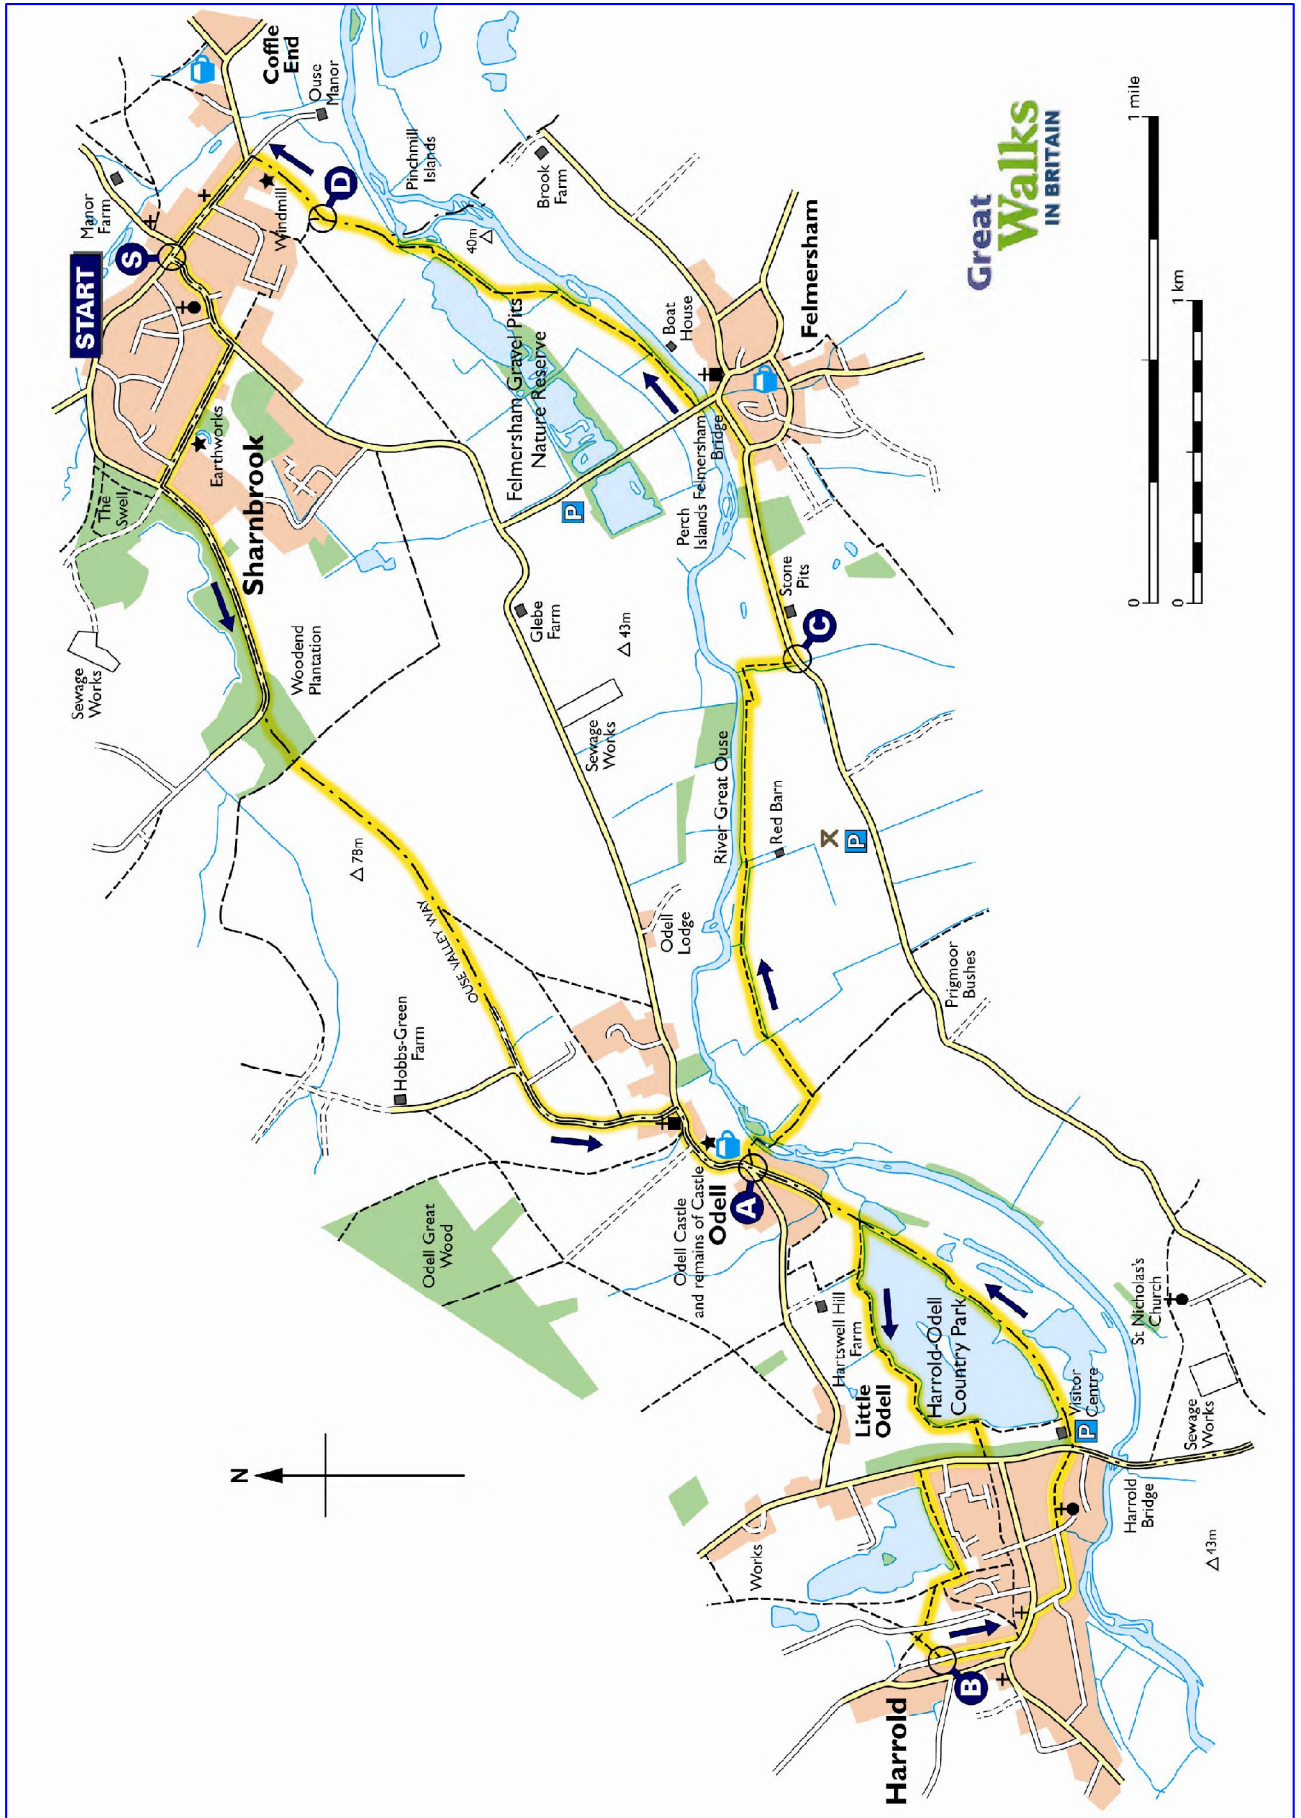 START
S
Manor
Farm
Coffle
End
Ouse
Manor
Windmill
D
Pinchmill
Islands
Brook
Farm
40m
The
Swell
Earthworks
Sharnbrook
Sewage
Works
Woodend
Plantation
Felmersham Gravel Pits
Nature Reserve
P
Boat
House
Felmersham
Felmersham
Bridge
Perch
Islands
Stone
Pits
C
Glebe
Farm
43m
Sewage
Works
River Great Ouse
Red Barn
P
78m
OUSE VALLEY WAY
Hobbs-Green
Farm
Odell
Lodge
Prigmoor
Bushes
Odell Great
Wood
Odell Castle
and remains of Castle
Odell
A
Hartswell Hill
Farm
Little
Odell
Harrold-Odell
Country Park
Visitor
Centre
P
St Nicholas's
Church
Sewage
Works
Harrold
Bridge
13m
Works
Harrold
B
N
Great
Walks
IN BRITAIN
0
1 mile
0
1 km